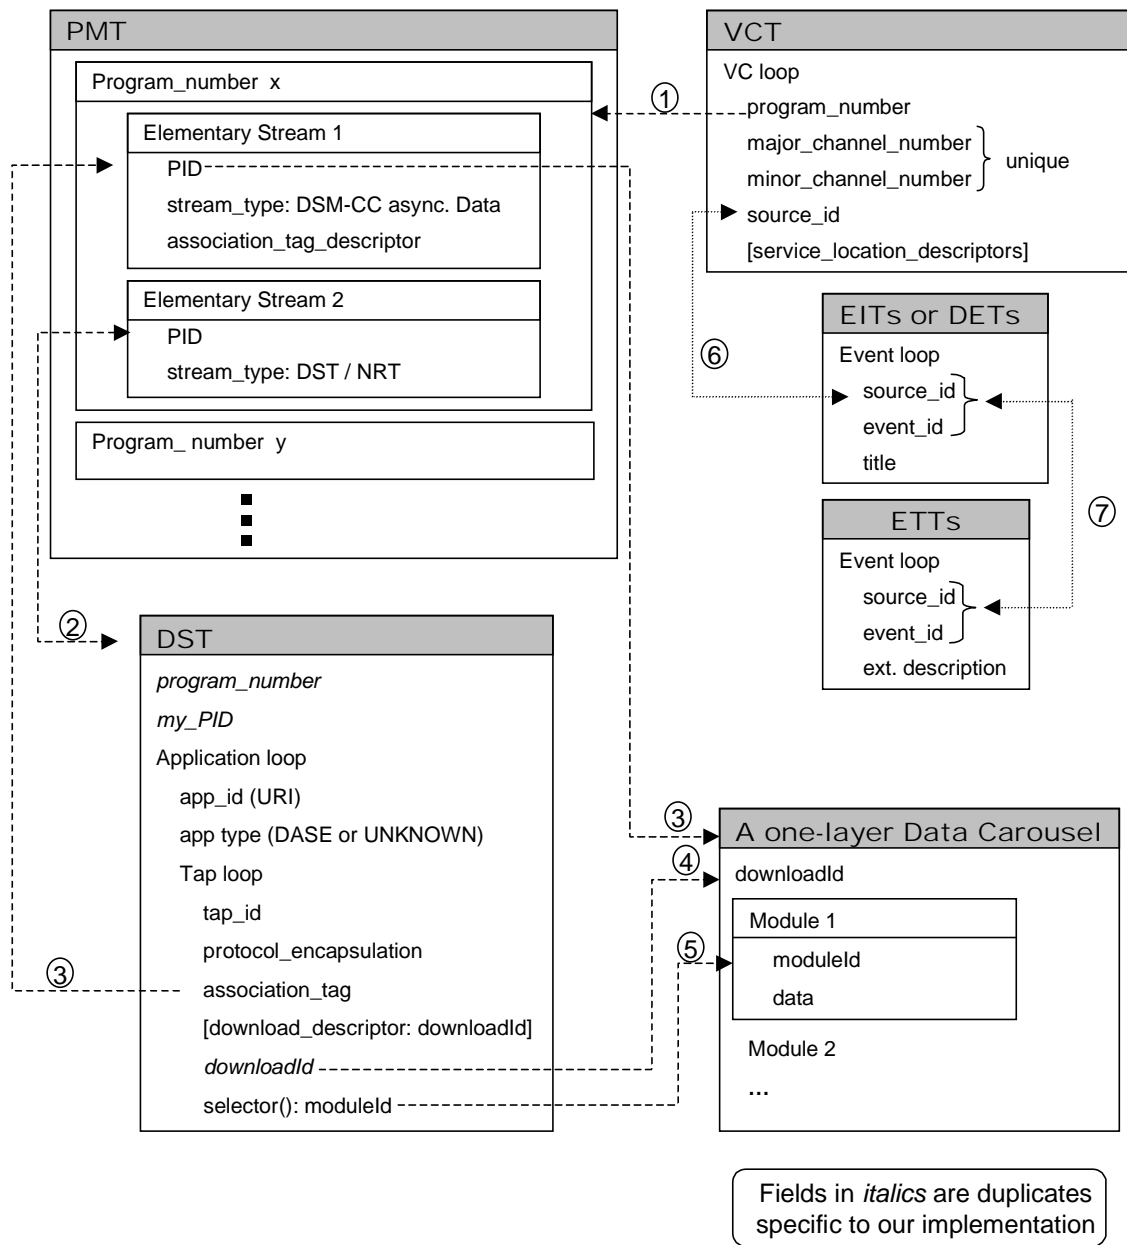 PMT
Program_number x
Elementary Stream 1
PID
stream_type: DSM-CC async. Data
association_tag_descriptor
Elementary Stream 2
PID
stream_type: DST / NRT
Program_ number y
VCT
VC loop
program_number
major_channel_number
minor_channel_number
unique
source_id
[service_location_descriptors]
1
EITs or DETs
Event loop
source_id
event_id
title
6
ETTs
Event loop
source_id
event_id
ext. description
7
2
DST
program_number
my_PID
Application loop
app_id (URI)
app type (DASE or UNKNOWN)
Tap loop
tap_id
protocol_encapsulation
association_tag
[download_descriptor: downloadId]
downloadId
selector(): moduleId
3
3
4
5
A one-layer Data Carousel
downloadId
Module 1
moduleId
data
Module 2
...
Fields in italics are duplicates
specific to our implementation